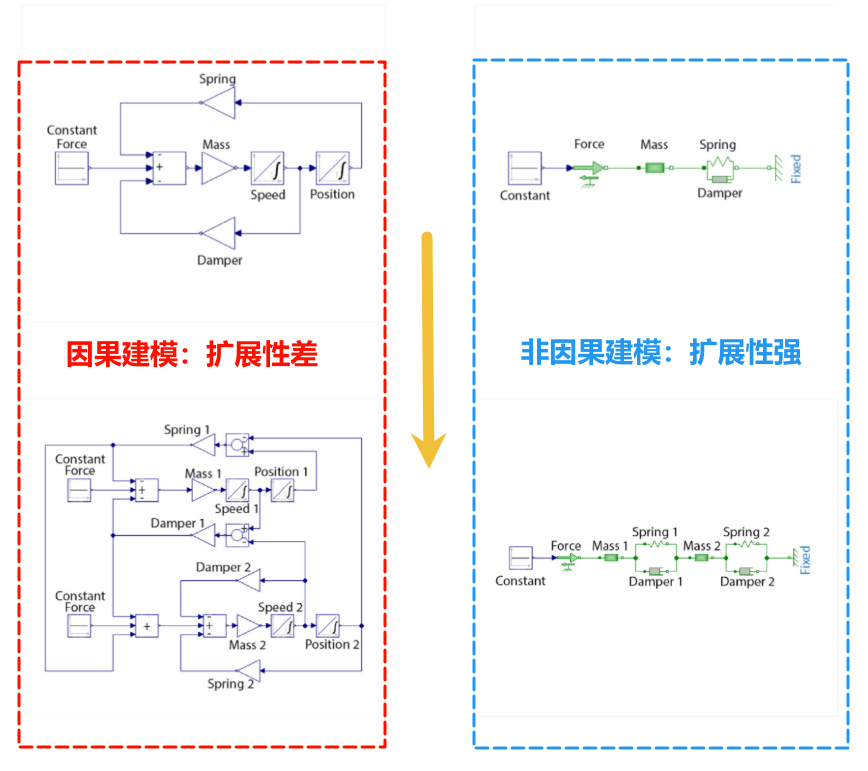 Spring
Constant
Force
-
+
-
Mass
∫
Speed
∫
Position
Damper
因果建模：扩展性差
Spring 1
-
+
Constant
Force
-
+
-
Mass 1
∫
Speed 1
Position 1
∫
Damper 1
+
-
Damper 2
Constant
Force
+
-
+
-
Mass 2
Speed 2
∫
∫
Position 2
Spring 2
Constant
Force
Mass
Spring
Damper
Fixed
非因果建模：扩展性强
Constant
Force
Mass 1
Spring 1
Damper 1
Mass 2
Spring 2
Damper 2
Fixed